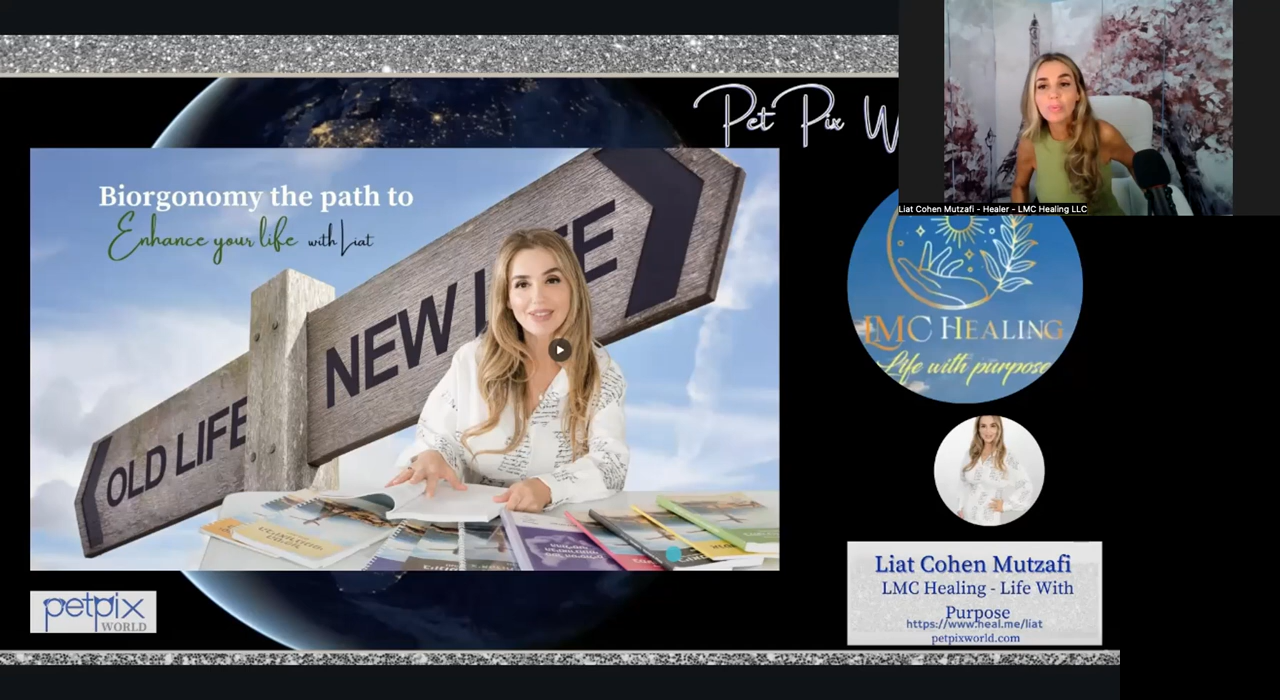 Pet Pix W
Biorgonomy the path to
Enhance your life with Liat
NEW LIFE
OLD LIFE
Liat Cohen Mutzafi - Healer - LMC Healing LLC
LMC HEALING
Life with purpose
Liat Cohen Mutzafi
LMC Healing - Life With
Purpose
https://www.heal.me/liat
petpixworld.com
petpix
WORLD